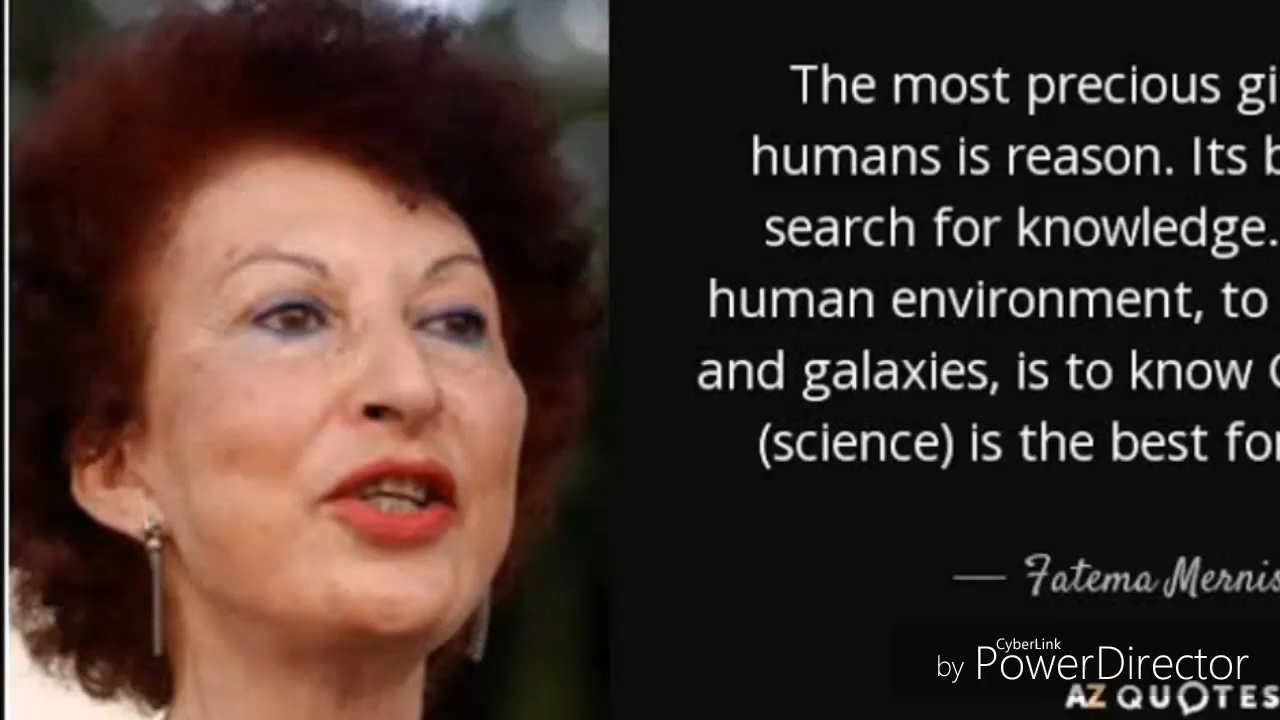 The most precious gi
humans is reason. Its b
search for knowledge.
human environment, to
and galaxies, is to know
(science) is the best for
— Fatema Mernis
CyberLink
by PowerDirector
AZ QUOTES